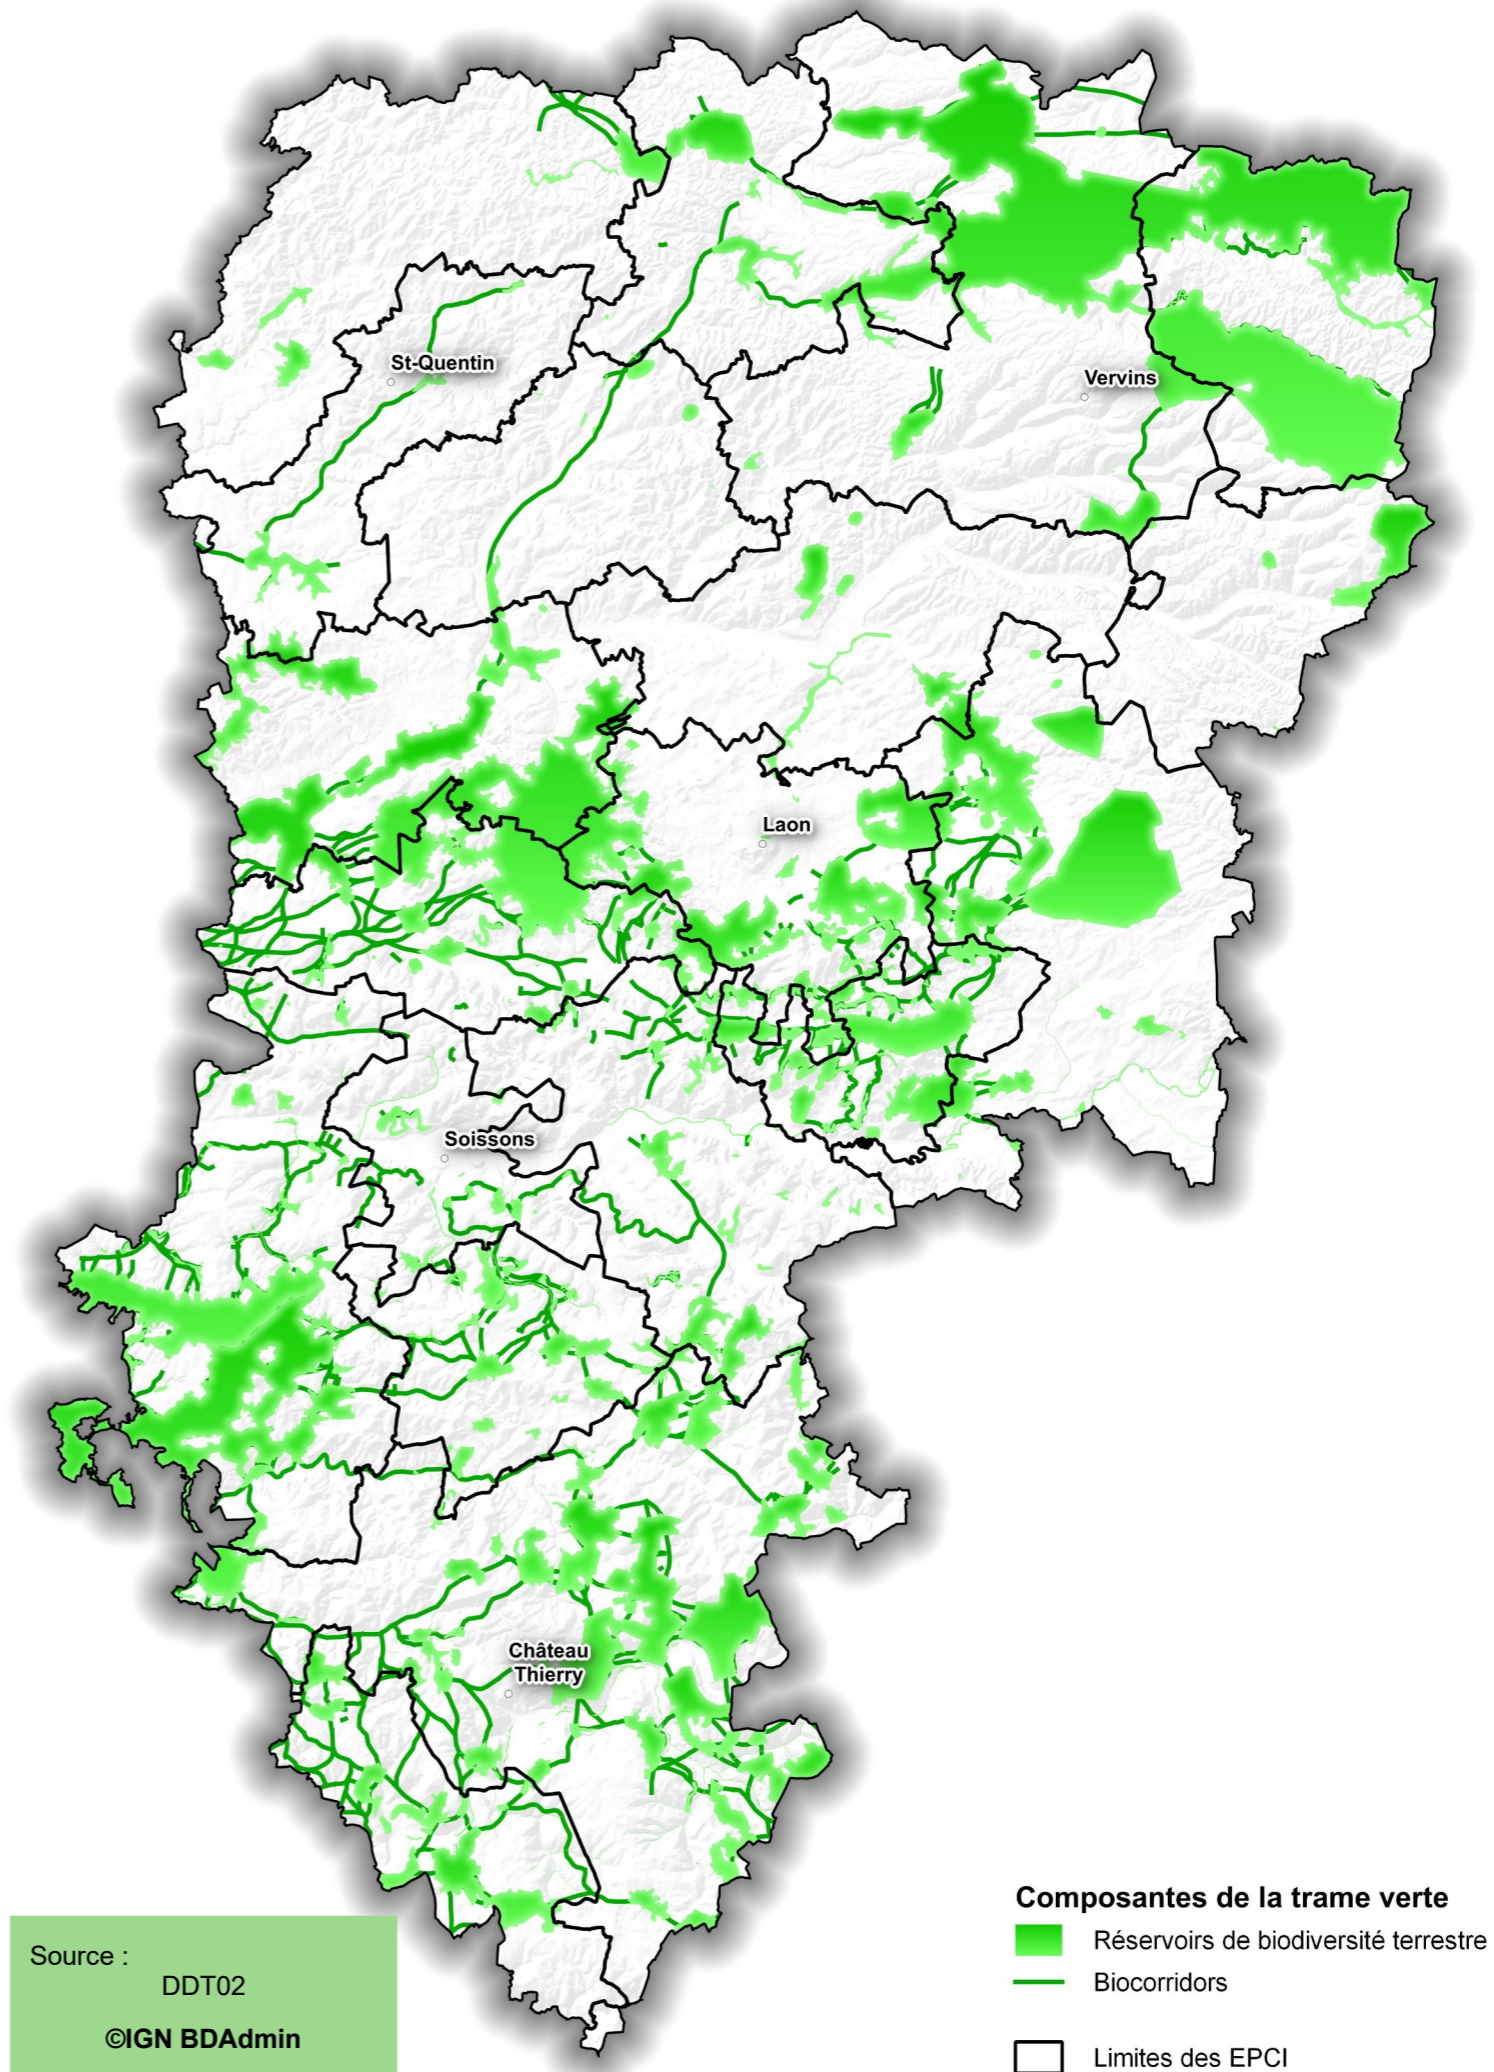 St-Quentin
Vervins
Laon
Soissons
Château
Thierry
Composantes de la trame verte
Réservoirs de biodiversité terrestre
Biocorridors
Limites des EPCI
Source :
DDT02
©IGN BDAdmin